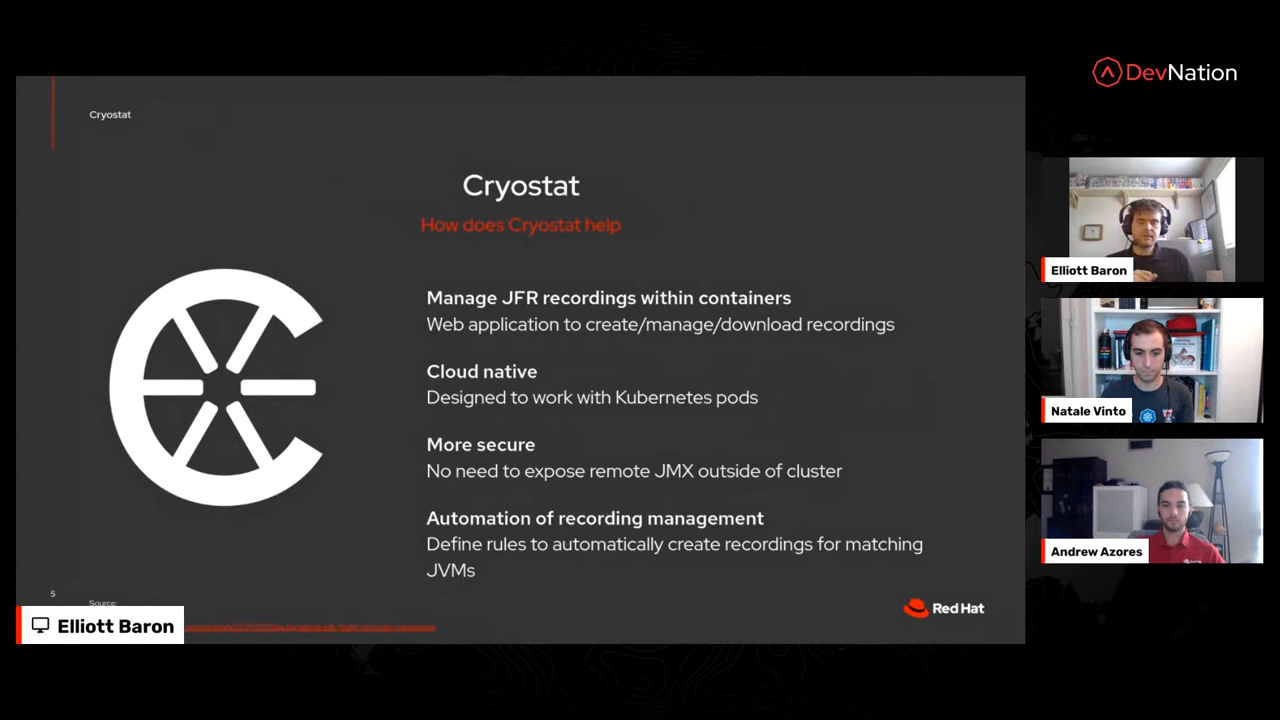 DevNation
Cryostat
Cryostat
How does Cryostat help
Manage JFR recordings within containers
Web application to create/manage/download recordings
Cloud native
Designed to work with Kubernetes pods
More secure
No need to expose remote JMX outside of cluster
Automation of recording management
Define rules to automatically create recordings for matching
JVMs
5
Source:
Red Hat
Elliott Baron
Elliott Baron
Natale Vinto
Andrew Azores